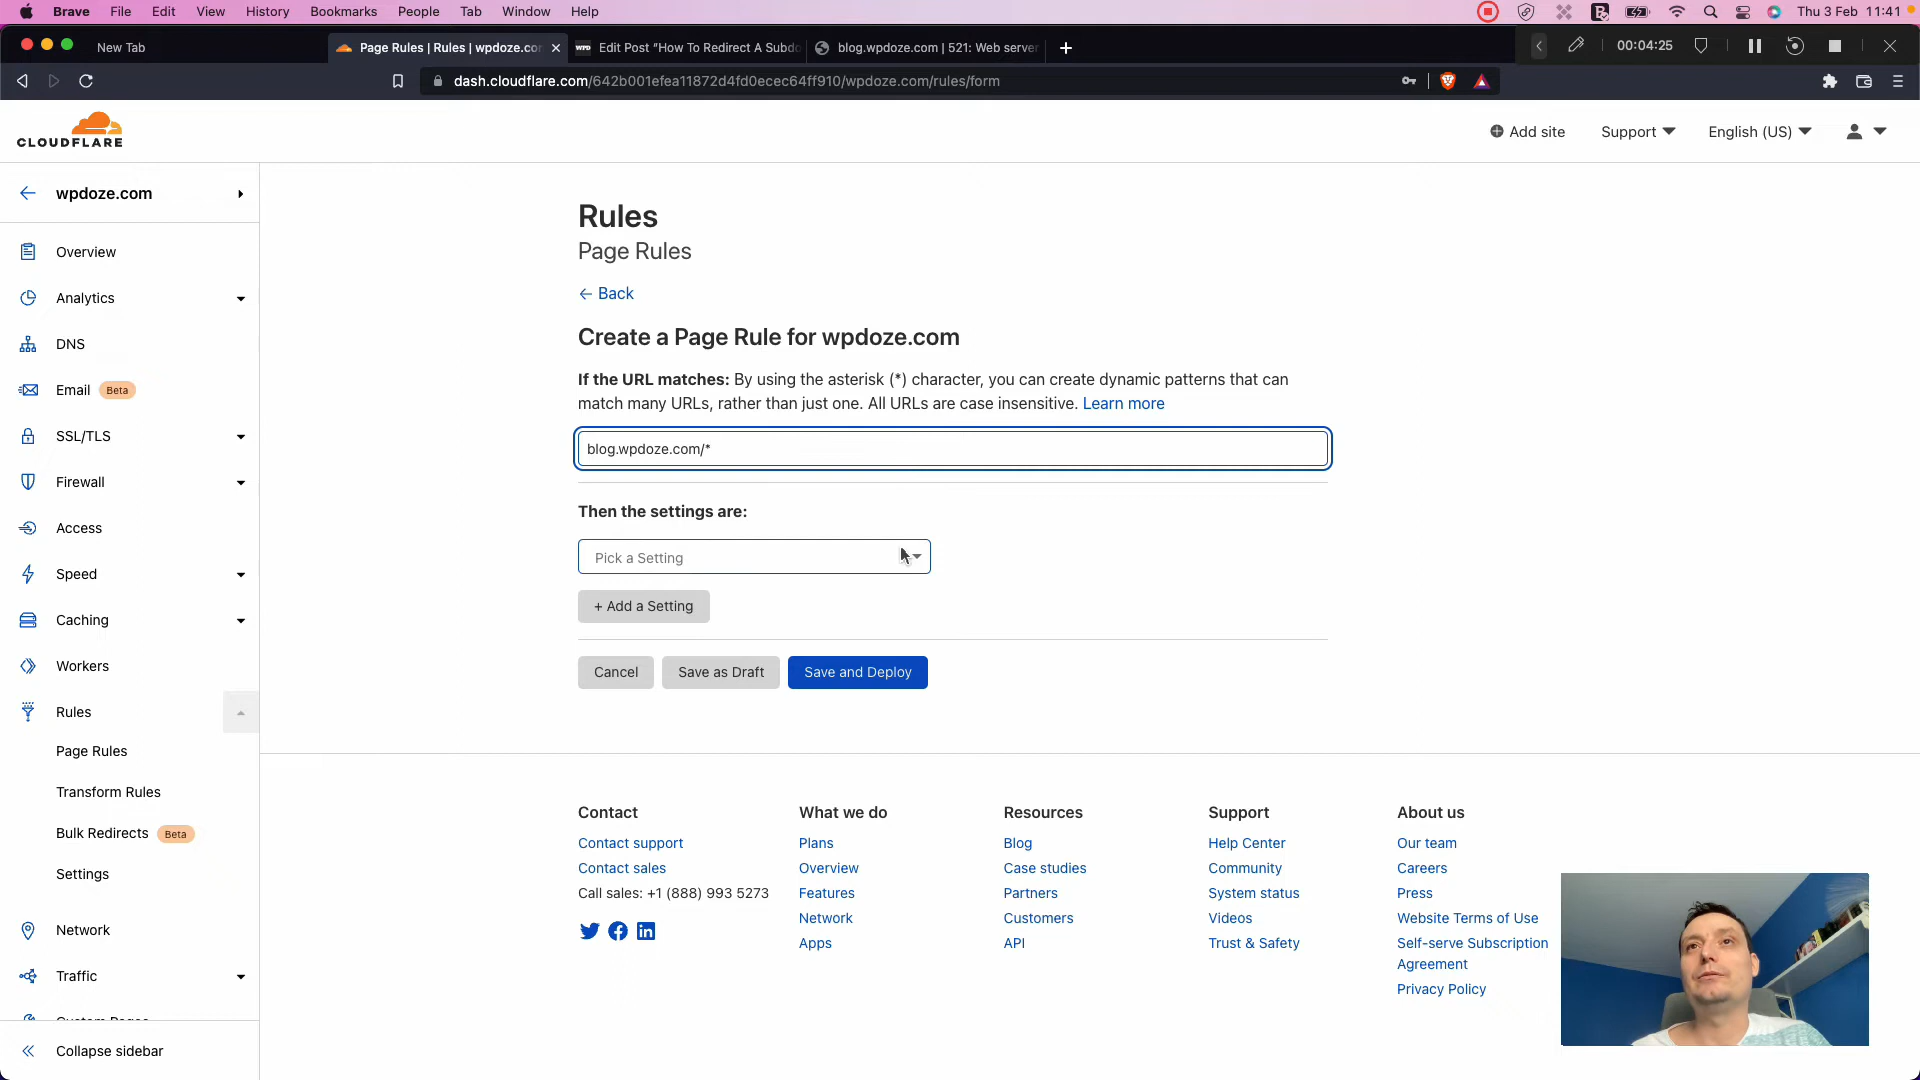 Brave File Edit View History Bookmarks People Tab Window Help
Thu 3 Feb 11:41
New Tab
Page Rules | Rules | wpdoze.co
WPD Edit Post "How To Redirect A Subdo
blog.wpdoze.com | 521: Web server
00:04:25
dash.cloudflare.com/642b001efea11872d4fd0ecec64ff910/wpdoze.com/rules/form
CLOUDFLARE
Add site
Support
English (US)
wpdoze.com
Overview
Analytics
DNS
Email Beta
SSL/TLS
Firewall
Access
Speed
Caching
Workers
Rules
Page Rules
Transform Rules
Bulk Redirects Beta
Settings
Network
Traffic
Collapse sidebar
Rules
Page Rules
← Back
Create a Page Rule for wpdoze.com
If the URL matches: By using the asterisk (*) character, you can create dynamic patterns that can
match many URLs, rather than just one. All URLs are case insensitive. Learn more
blog.wpdoze.com/*
Then the settings are:
Pick a Setting
+ Add a Setting
Cancel
Save as Draft
Save and Deploy
Contact
Contact support
Contact sales
Call sales: +1 (888) 993 5273
What we do
Plans
Overview
Features
Network
Apps
Resources
Blog
Case studies
Partners
Customers
API
Support
Help Center
Community
System status
Videos
Trust & Safety
About us
Our team
Careers
Press
Website Terms of Use
Self-serve Subscription
Agreement
Privacy Policy